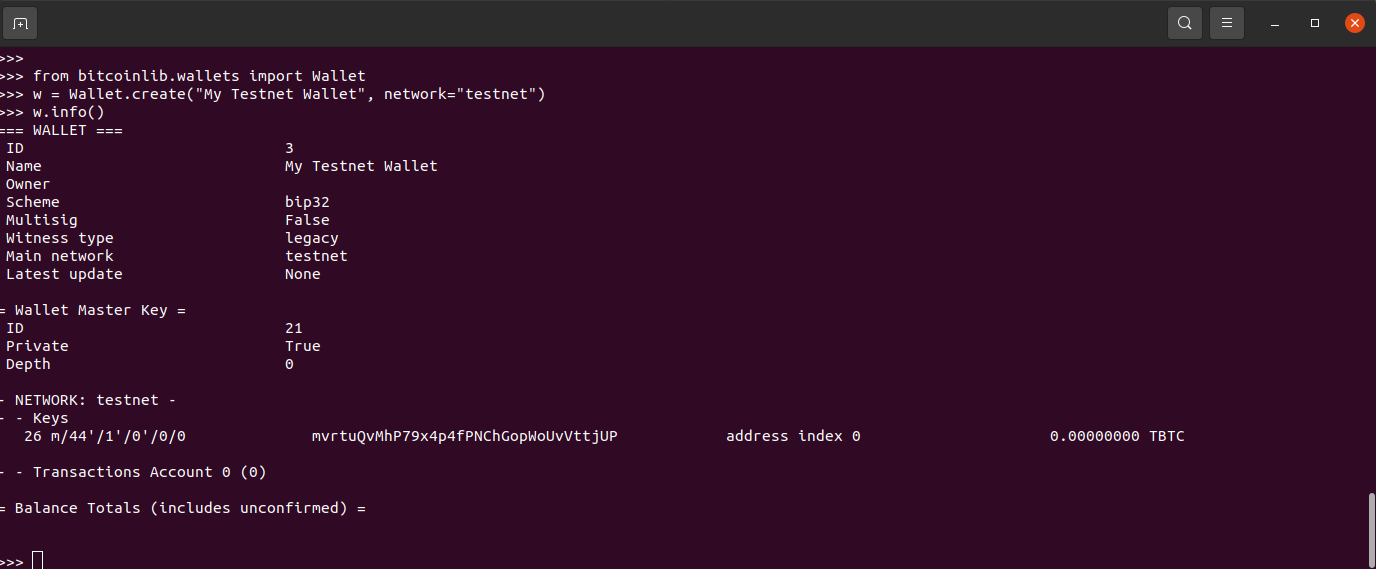 >>>
>>> from bitcoinlib.wallets import Wallet
>>> w = Wallet.create("My Testnet Wallet", network="testnet")
>>> w.info()
=== WALLET ===
ID 3
Name My Testnet Wallet
Owner
Scheme bip32
Multisig False
Witness type legacy
Main network testnet
Latest update None
= Wallet Master Key =
ID 21
Private True
Depth 0
- NETWORK: testnet -
- - Keys
26 m/44'/1'/0'/0/0 mvrtuQvMhP79x4p4fPNChGopWoUvVttjUP address index 0 0.00000000 TBTC
- - Transactions Account 0 (0)
= Balance Totals (includes unconfirmed) =
>>>